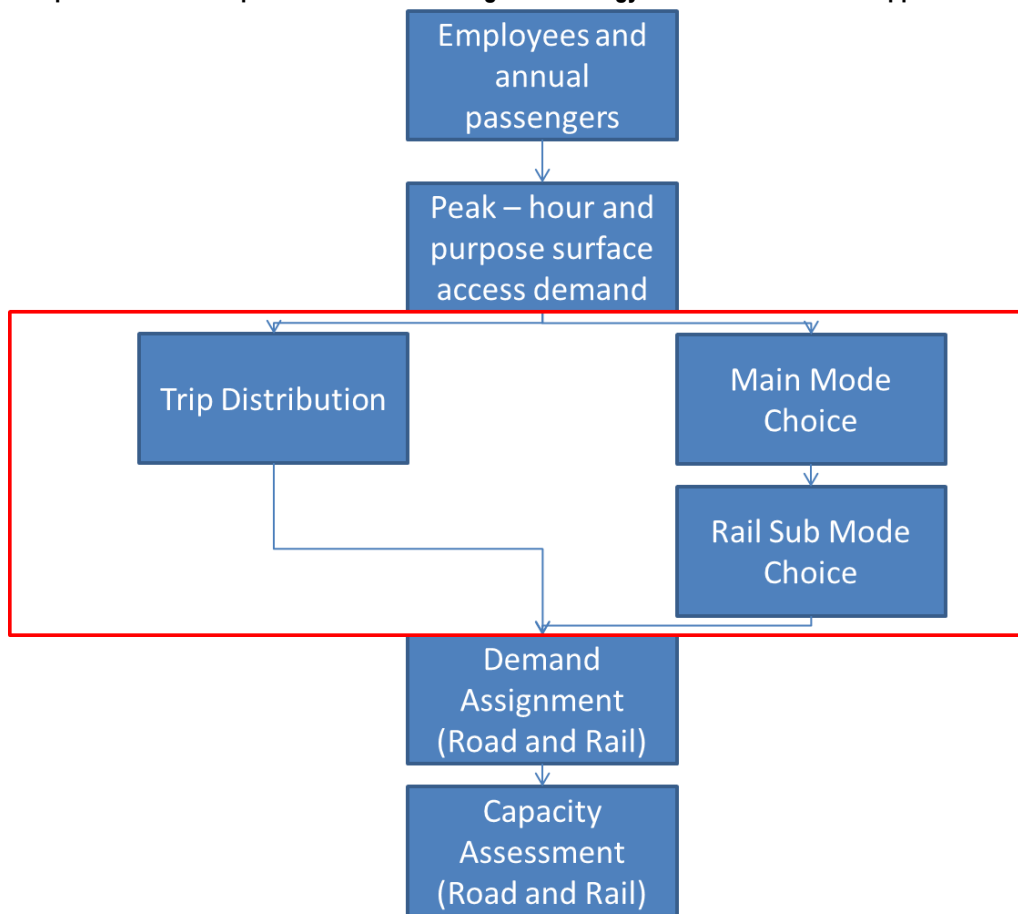 Employees and
annual
passengers
Peak – hour and
purpose surface
access demand
Trip Distribution
Main Mode
Choice
Rail Sub Mode
Choice
Demand
Assignment
(Road and Rail)
Capacity
Assessment
(Road and Rail)